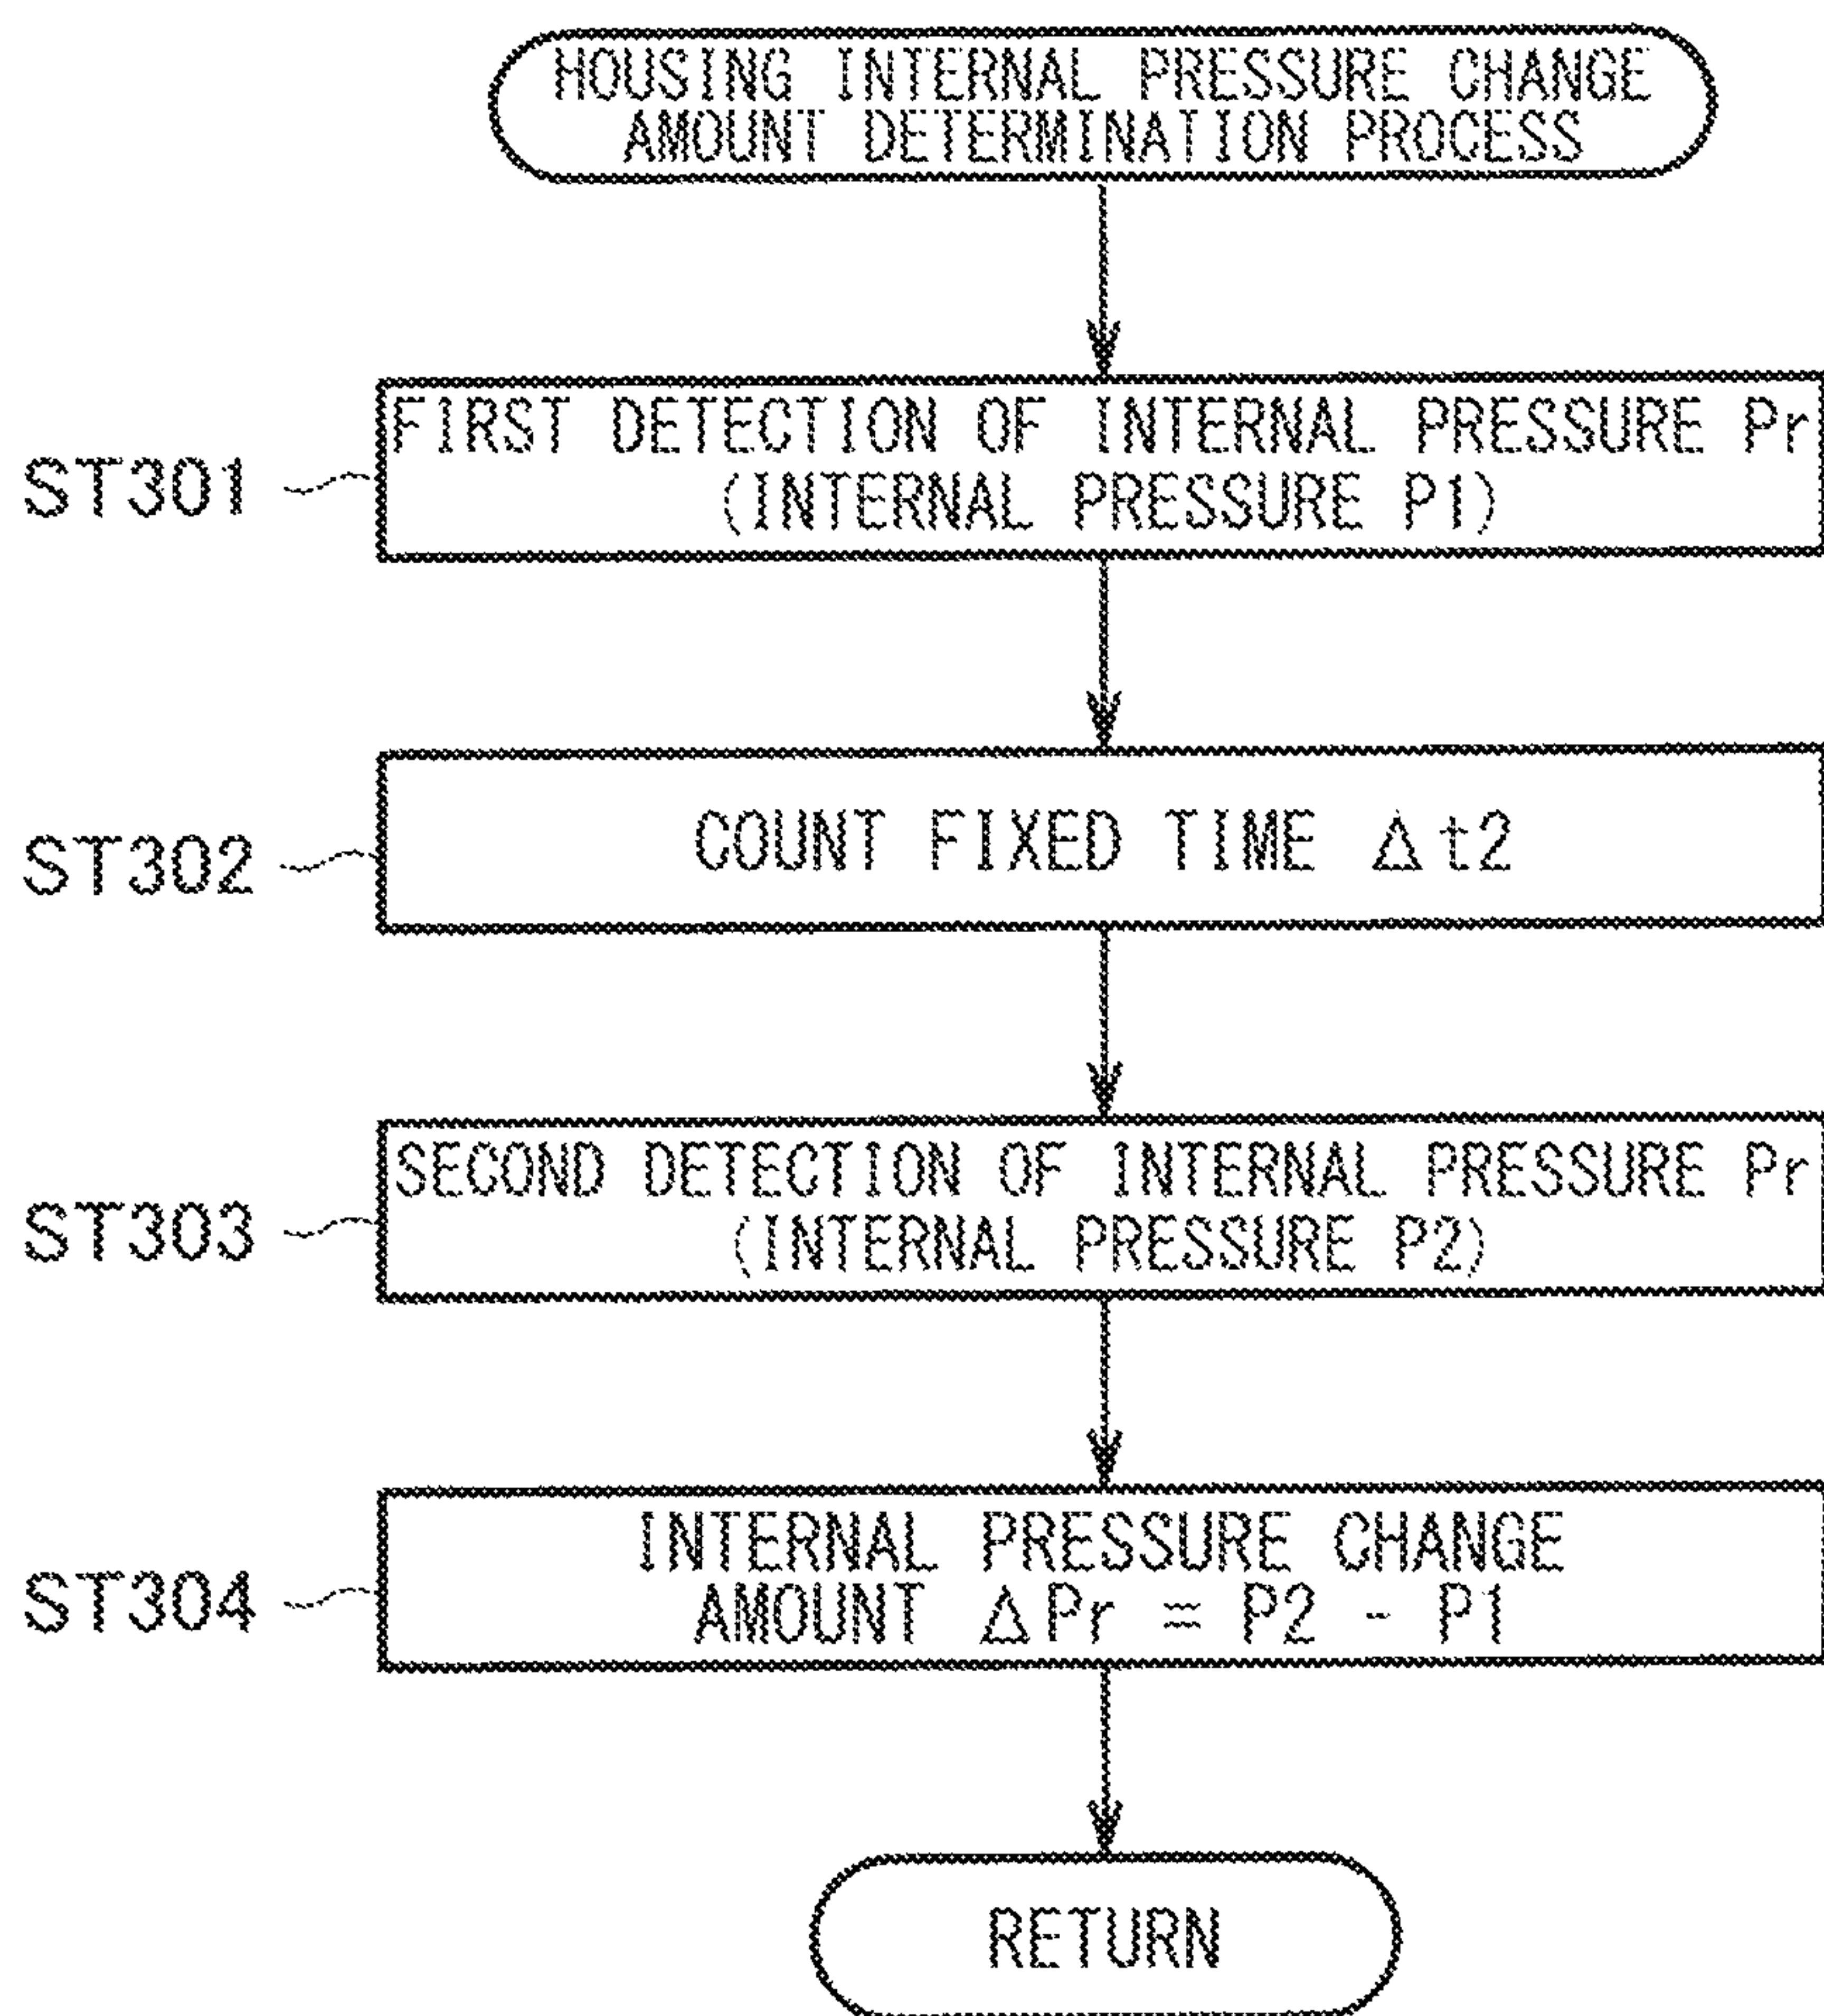 HOUSING INTERNAL PRESSURE CHANGE
AMOUNT DETERMINATION PROCESS
ST301
FIRST DETECTION OF INTERNAL PRESSURE Pr
(INTERNAL PRESSURE P1)
ST302
COUNT FIXED TIME Δt2
ST303
SECOND DETECTION OF INTERNAL PRESSURE Pr
(INTERNAL PRESSURE P2)
ST304
INTERNAL PRESSURE CHANGE
AMOUNT ΔPr = P2 - P1
RETURN